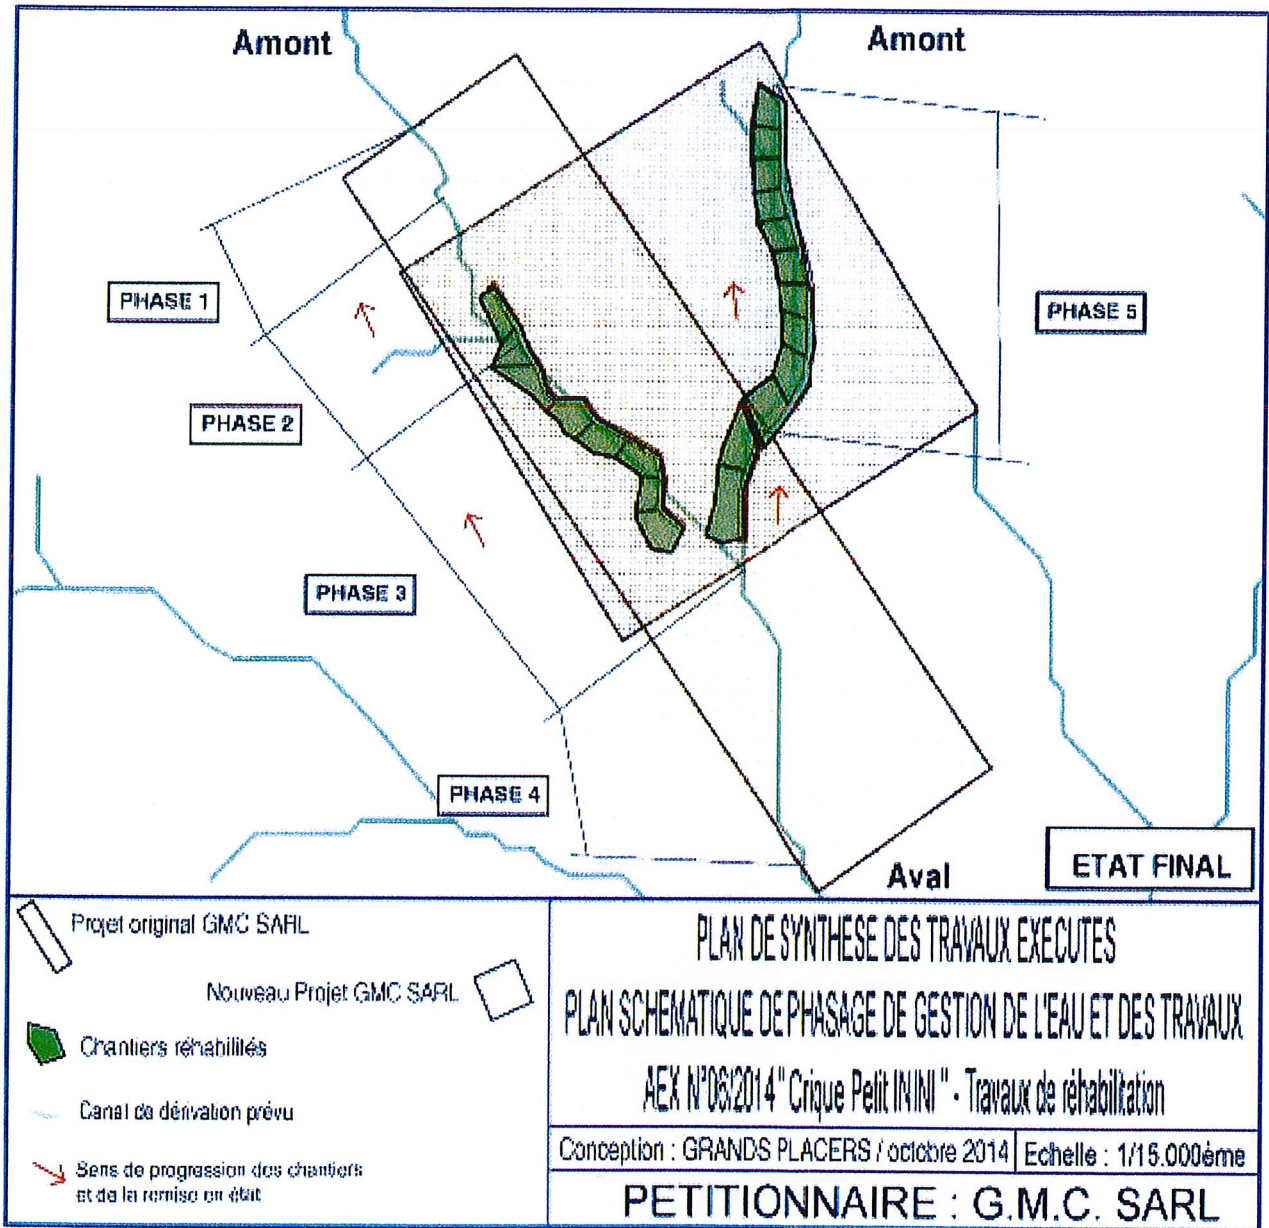 Amont
Amont
PHASE 1
PHASE 5
PHASE 2
PHASE 3
PHASE 4
Aval
ETAT FINAL
Projet original GMC SARL
Nouveau Projet GMC SARL
Chantiers réhabilités
Canal de dérivation prévu
Sens de progression des chantiers
et de la remise en état
PLAN DE SYNTHESE DES TRAVAUX EXECUTES
PLAN SCHEMATIQUE DE PHASAGE DE GESTION DE L'EAU ET DES TRAVAUX
AEX N°06/2014 " Crique Petit ININI " - Travaux de réhabilitation
Conception : GRANDS PLACERS / octobre 2014
Echelle : 1/15.000ème
PETITIONNAIRE : G.M.C. SARL